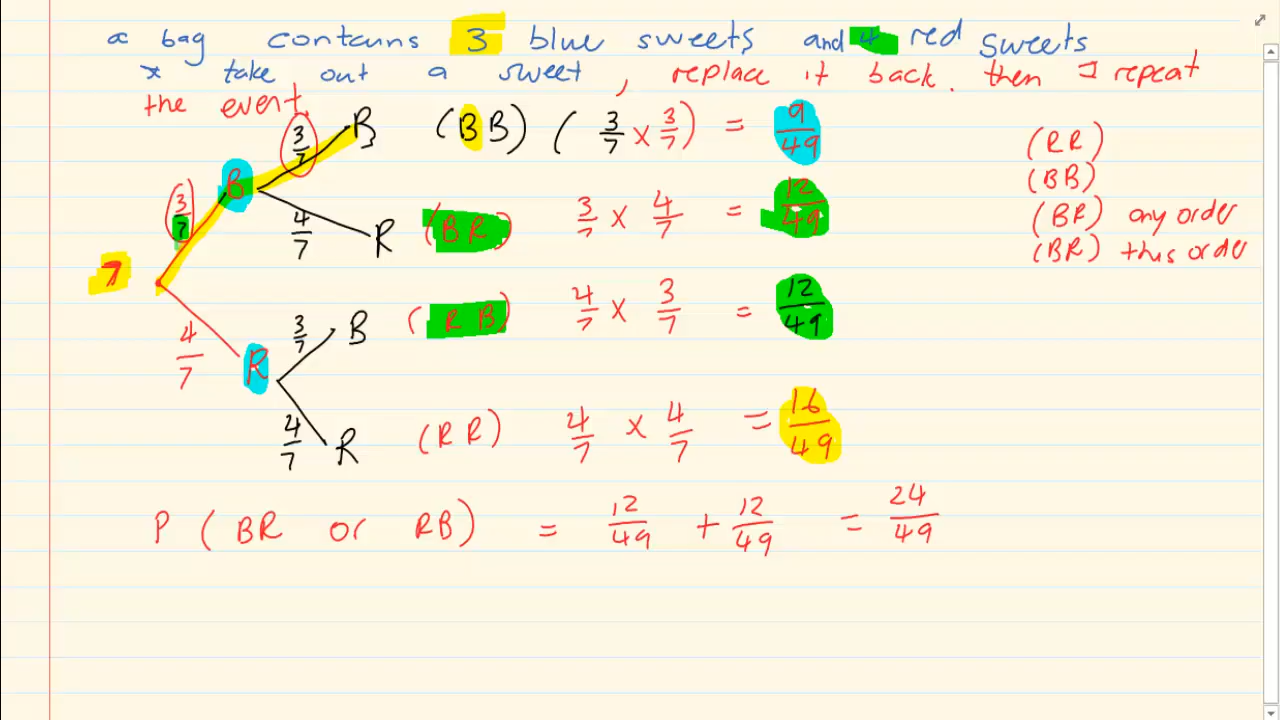 a bag contains 3 blue sweets and 4 red sweets
x take out a sweet, replace it back. then I repeat
the event.
3/7 B (BB) (3/7 x 3/7) = 9/49 (RR)
B (BB)
3/7 4/7 R (BR) 3/7 x 4/7 = 12/49 (BR) any order
(BR) this order
7
4/7 3/7 B (RB) 4/7 x 3/7 = 12/49
R
4/7 R (RR) 4/7 x 4/7 = 16/49
P (BR or RB) = 12/49 + 12/49 = 24/49